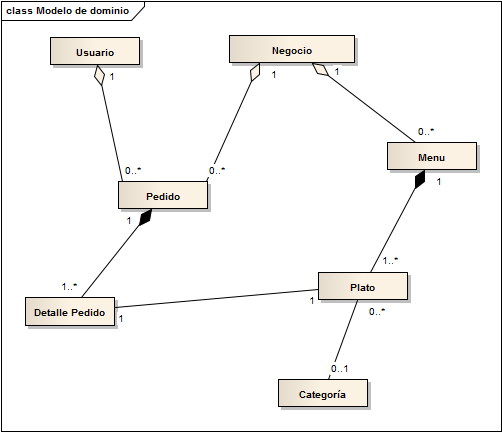 class Modelo de dominio
Usuario
Negocio
1
1
1
0..*
0..*
0..*
Menu
Pedido
1
1
1..*
1..*
Detalle Pedido
Plato
1
1
0..*
0..1
Categoría